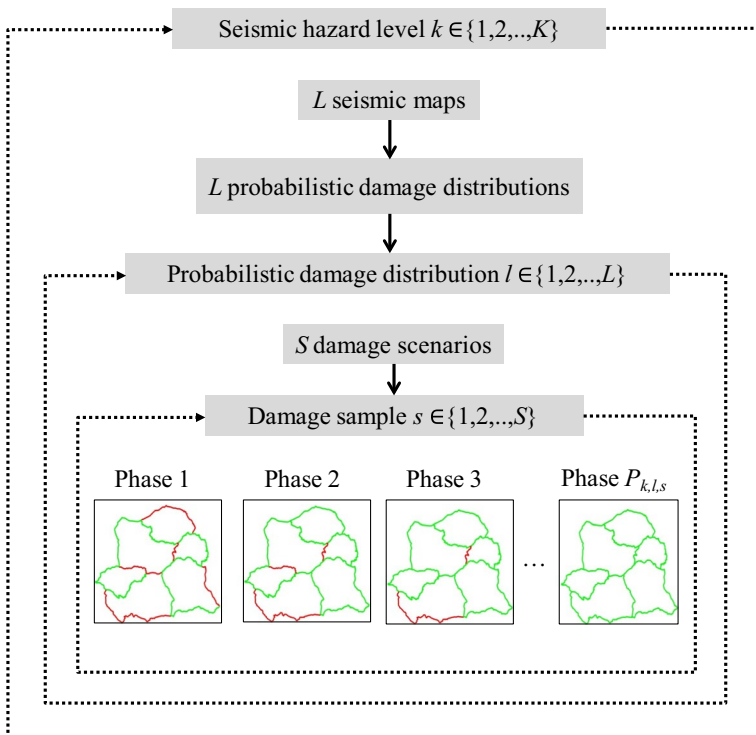 Seismic hazard level k ∈{1,2,..,K}
L seismic maps
L probabilistic damage distributions
Probabilistic damage distribution l ∈{1,2,..,L}
S damage scenarios
Damage sample s ∈{1,2,..,S}
Phase 1
Phase 2
Phase 3
Phase P_{k,l,s}
...